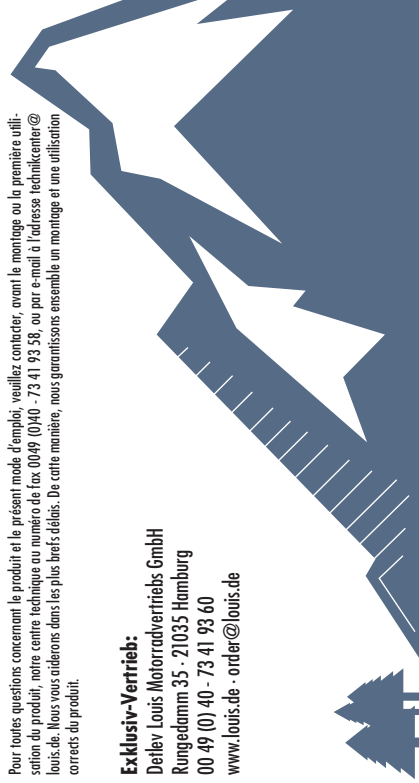 Pour toutes questions concernant le produit et le présent mode d'emploi, veuillez contacter, avant le montage ou la première utili-
sation du produit, notre centre technique au numéro de fax 0049 (0)40 - 73 41 93 58, ou par e-mail à l'adresse technikcenter@
louis.de. Nous vous aiderons dans les plus brefs délais. De cette manière, nous garantissons ensemble un montage et une utilisation
corrects du produit.
Exklusiv-Vertrieb:
Detlev Louis Motorradvertriebs GmbH
Rungedamm 35 · 21035 Hamburg
00 49 (0) 40 - 73 41 93 60
www.louis.de · order@louis.de